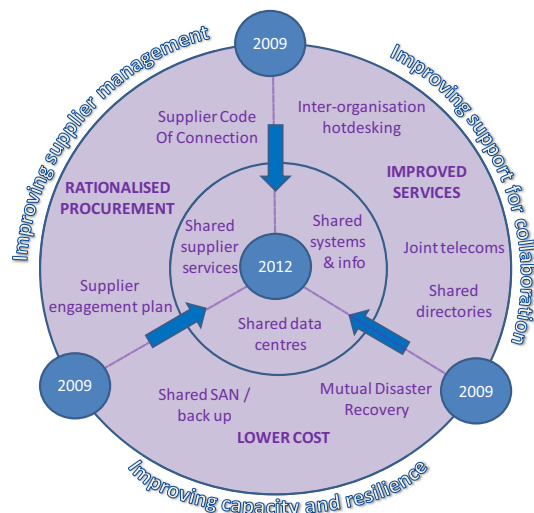 2009
Improving supplier management
Improving support for collaboration
Supplier Code
Of Connection
Inter-organisation
hotdesking
RATIONALISED
PROCUREMENT
IMPROVED
SERVICES
Shared
supplier
services
Shared
systems
& info
2012
Joint telecoms
Supplier
engagement plan
Shared
directories
Shared data
centres
2009
2009
Shared SAN /
back up
Mutual Disaster
Recovery
LOWER COST
Improving capacity and resilience